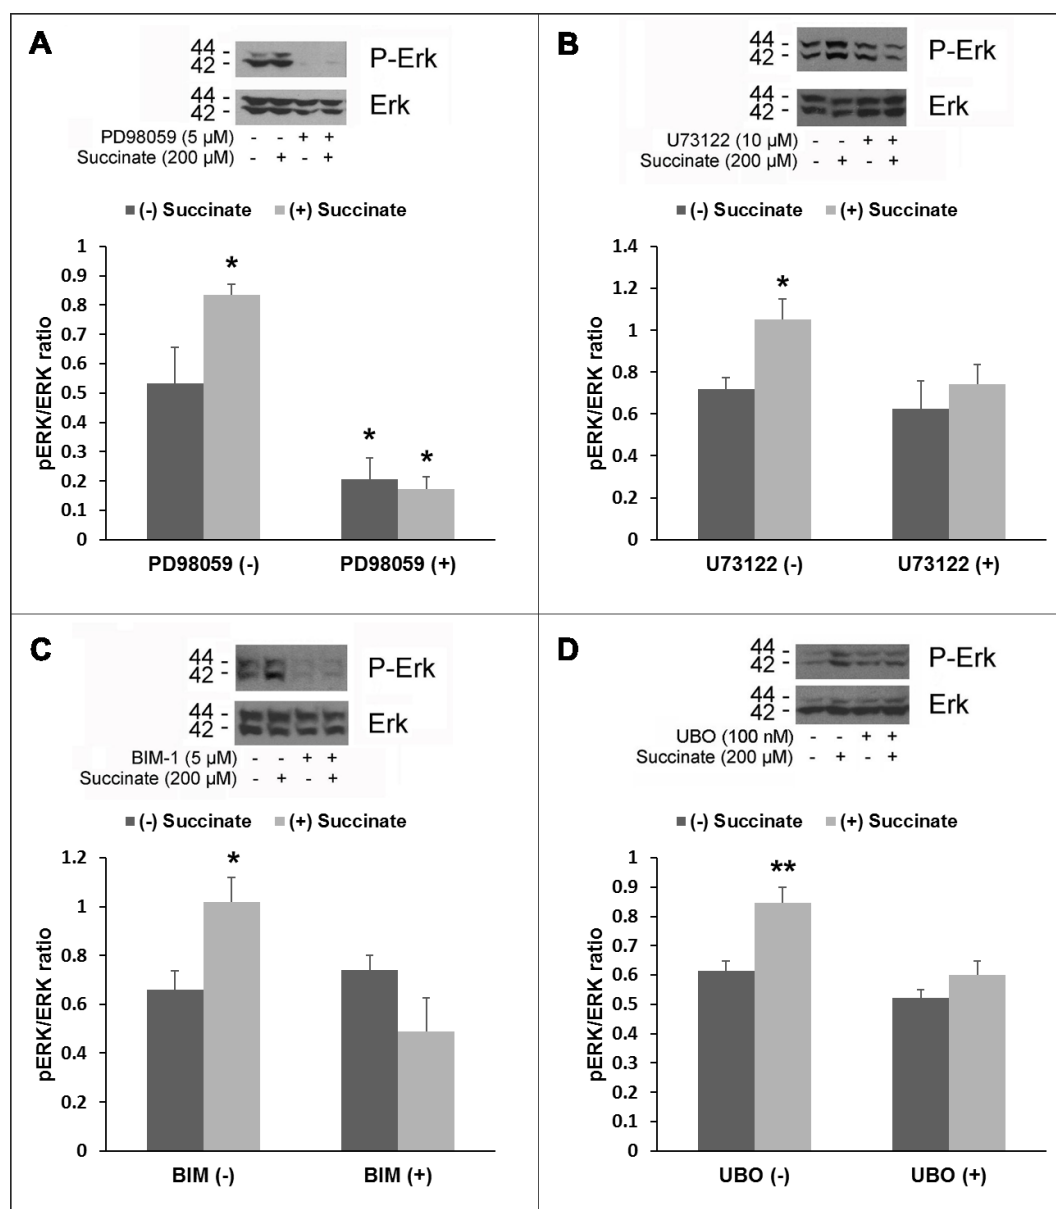 A
44 -
42 -
P-Erk
44 -
42 -
Erk
PD98059 (5 µM) - - + +
Succinate (200 µM) - + - +
(-) Succinate (+) Succinate
*
* *
pERK/ERK ratio
1
0.9
0.8
0.7
0.6
0.5
0.4
0.3
0.2
0.1
0
PD98059 (-) PD98059 (+)
B
44 -
42 -
P-Erk
44 -
42 -
Erk
U73122 (10 µM) - - + +
Succinate (200 µM) - + - +
(-) Succinate (+) Succinate
*
pERK/ERK ratio
1.4
1.2
1
0.8
0.6
0.4
0.2
0
U73122 (-) U73122 (+)
C
44 -
42 -
P-Erk
44 -
42 -
Erk
BIM-1 (5 µM) - - + +
Succinate (200 µM) - + - +
(-) Succinate (+) Succinate
*
pERK/ERK ratio
1.2
1
0.8
0.6
0.4
0.2
0
BIM (-) BIM (+)
D
44 -
42 -
P-Erk
44 -
42 -
Erk
UBO (100 nM) - - + +
Succinate (200 µM) - + - +
(-) Succinate (+) Succinate
**
pERK/ERK ratio
1
0.9
0.8
0.7
0.6
0.5
0.4
0.3
0.2
0.1
0
UBO (-) UBO (+)